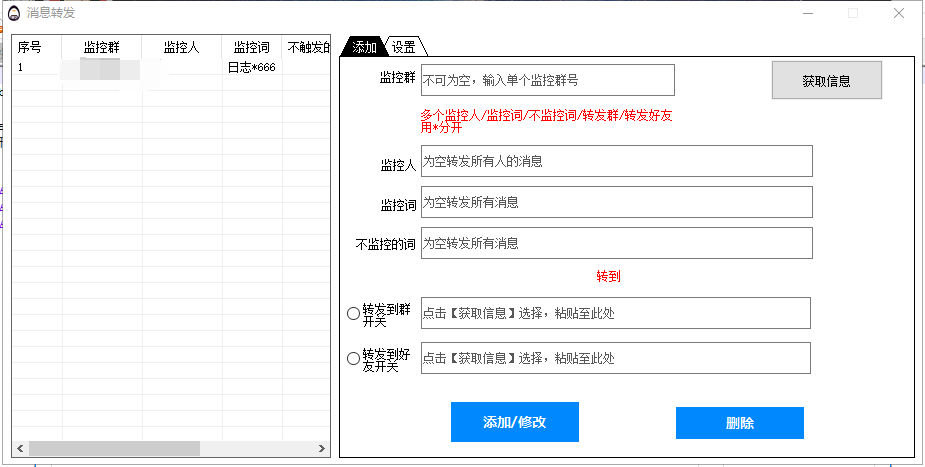 消息转发
序号 监控群 监控人 监控词 不触发的
1 日志*666
添加 设置
监控群 不可为空，输入单个监控群号 获取信息
多个监控人/监控词/不监控词/转发群/转发好友
用*分开
监控人 为空转发所有人的消息
监控词 为空转发所有消息
不监控的词 为空转发所有消息
转到
转发到群
开关
点击【获取信息】选择，粘贴至此处
转发到好
友开关
点击【获取信息】选择，粘贴至此处
添加/修改 删除